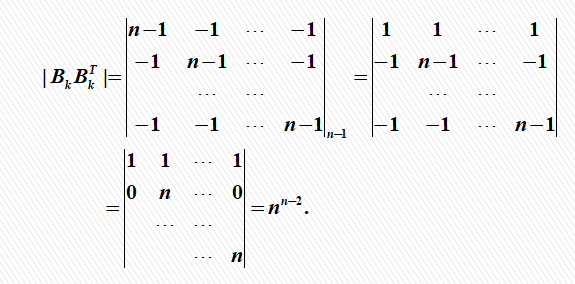 |B_k B_k^T|= | n−1 −1 ⋯ −1 | = | 1 1 ⋯ 1 |
| −1 n−1 ⋯ −1 | | −1 n−1 ⋯ −1 |
| ⋯ ⋯ | | ⋯ ⋯ |
| −1 −1 ⋯ n−1 |_{n−1} | −1 −1 ⋯ n−1 |
= | 1 1 ⋯ 1 | = n^{n−2}.
| 0 n ⋯ 0 |
| ⋯ ⋯ |
| ⋯ n |